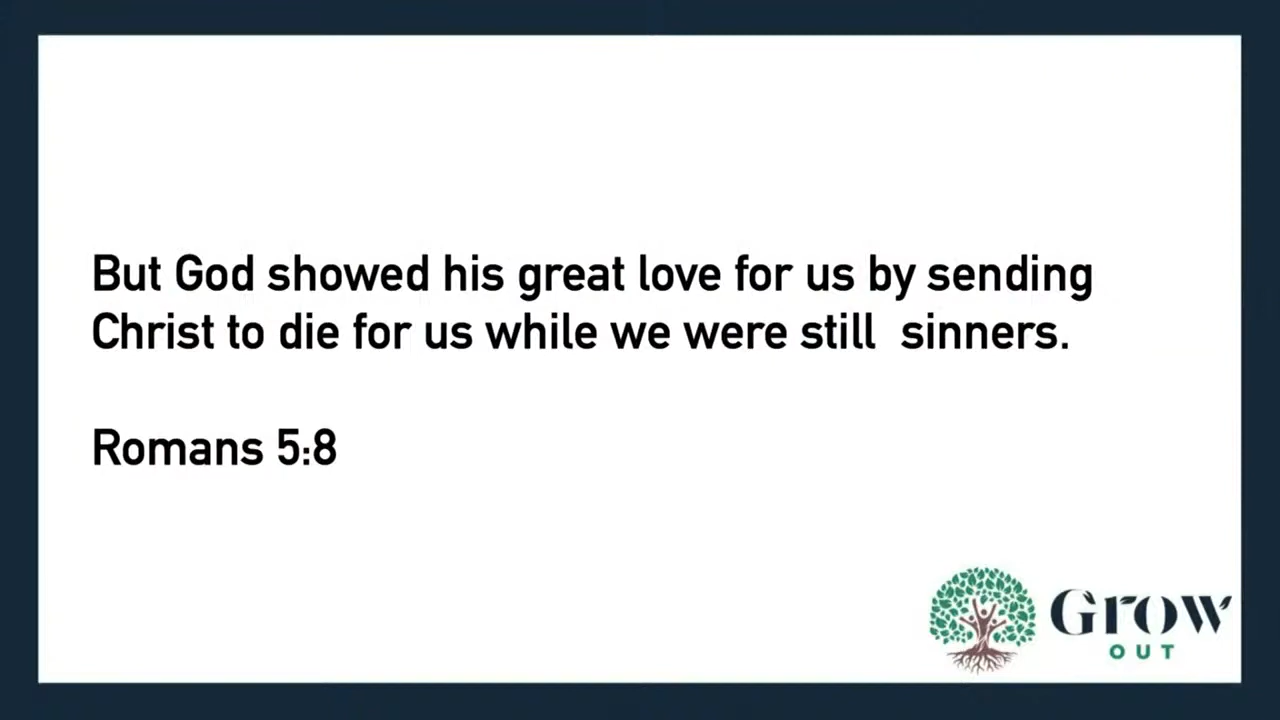 But God showed his great love for us by sending
Christ to die for us while we were still  sinners.
Romans 5:8
Grow
OUT